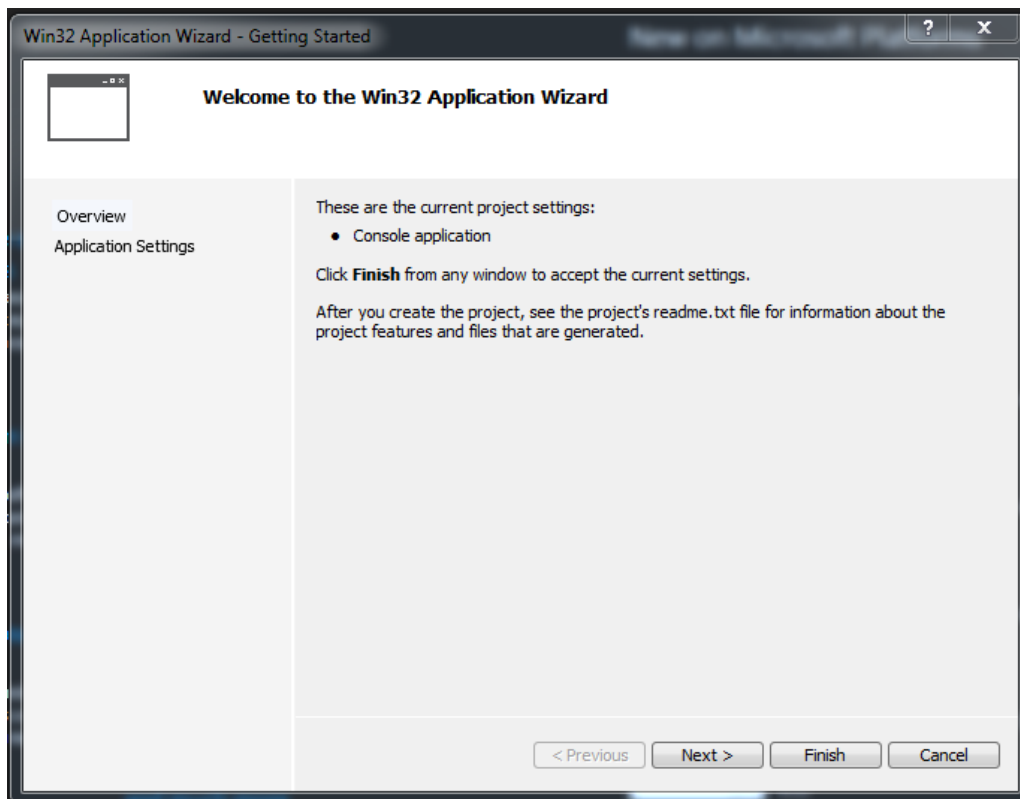 Win32 Application Wizard - Getting Started
New on Microsoft
? x
Welcome to the Win32 Application Wizard
Overview
Application Settings
These are the current project settings:
• Console application
Click Finish from any window to accept the current settings.
After you create the project, see the project's readme.txt file for information about the
project features and files that are generated.
< Previous Next > Finish Cancel